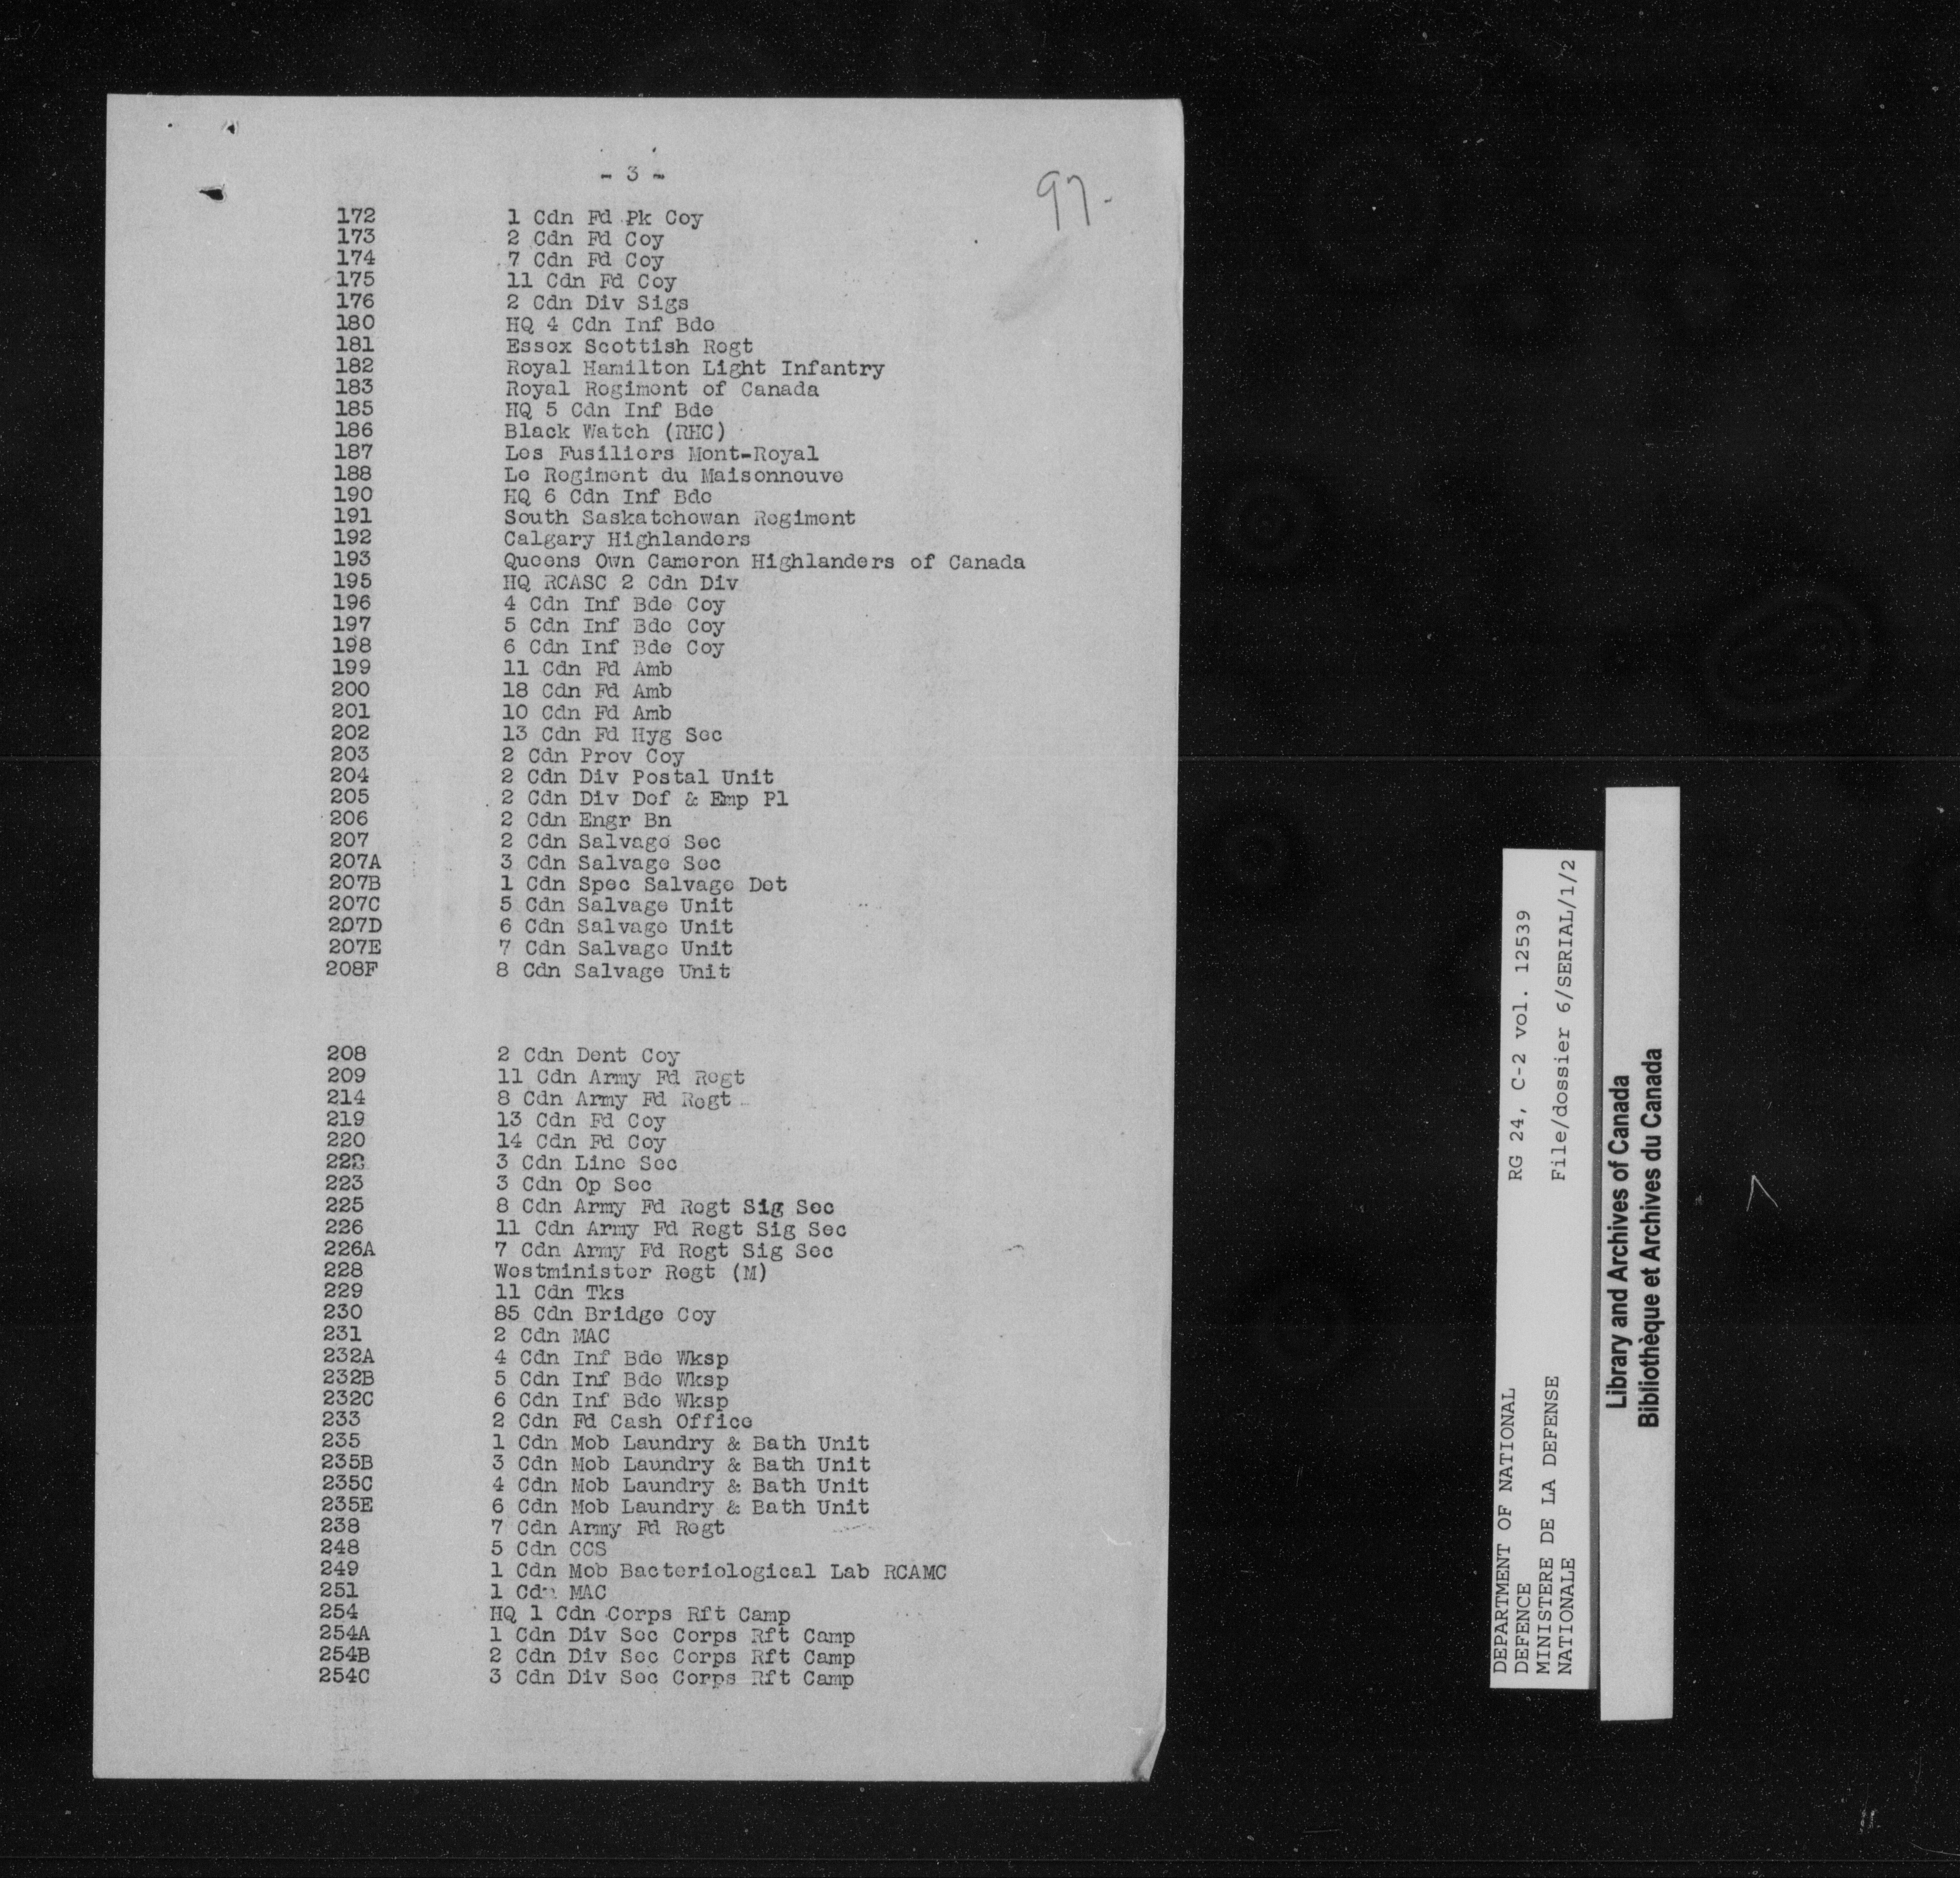 - 3 -
97.
172 1 Cdn Fd Pk Coy
173 2 Cdn Fd Coy
174 7 Cdn Fd Coy
175 11 Cdn Fd Coy
176 2 Cdn Div Sigs
180 HQ 4 Cdn Inf Bde
181 Essex Scottish Regt
182 Royal Hamilton Light Infantry
183 Royal Regiment of Canada
185 HQ 5 Cdn Inf Bde
186 Black Watch (RHC)
187 Les Fusiliers Mont-Royal
188 Le Regiment du Maisonneuve
190 HQ 6 Cdn Inf Bde
191 South Saskatchewan Regiment
192 Calgary Highlanders
193 Queens Own Cameron Highlanders of Canada
195 HQ RCASC 2 Cdn Div
196 4 Cdn Inf Bde Coy
197 5 Cdn Inf Bde Coy
198 6 Cdn Inf Bde Coy
199 11 Cdn Fd Amb
200 18 Cdn Fd Amb
201 10 Cdn Fd Amb
202 13 Cdn Fd Hyg Sec
203 2 Cdn Prov Coy
204 2 Cdn Div Postal Unit
205 2 Cdn Div Def & Emp Pl
206 2 Cdn Engr Bn
207 2 Cdn Salvage Sec
207A 3 Cdn Salvage Sec
207B 1 Cdn Spec Salvage Det
207C 5 Cdn Salvage Unit
207D 6 Cdn Salvage Unit
207E 7 Cdn Salvage Unit
208F 8 Cdn Salvage Unit
208 2 Cdn Dent Coy
209 11 Cdn Army Fd Regt
214 8 Cdn Army Fd Regt
219 13 Cdn Fd Coy
220 14 Cdn Fd Coy
3 Cdn Line Sec
223 3 Cdn Op Sec
225 8 Cdn Army Fd Regt Sig Sec
226 11 Cdn Army Fd Regt Sig Sec
226A 7 Cdn Army Fd Regt Sig Sec
228 Westminister Regt (M)
229 11 Cdn Tks
230 85 Cdn Bridge Coy
231 2 Cdn MAC
232A 4 Cdn Inf Bde Wksp
232B 5 Cdn Inf Bde Wksp
232C 6 Cdn Inf Bde Wksp
233 2 Cdn Fd Cash Office
235 1 Cdn Mob Laundry & Bath Unit
235B 3 Cdn Mob Laundry & Bath Unit
235C 4 Cdn Mob Laundry & Bath Unit
235E 6 Cdn Mob Laundry & Bath Unit
238 7 Cdn Army Fd Regt
248 5 Cdn CCS
249 1 Cdn Mob Bacteriological Lab RCAMC
251 1 Cdn MAC
254 HQ 1 Cdn Corps Rft Camp
254A 1 Cdn Div Sec Corps Rft Camp
254B 2 Cdn Div Sec Corps Rft Camp
254C 3 Cdn Div Sec Corps Rft Camp
DEPARTMENT OF NATIONAL RG 24, C-2 vol. 12539
DEFENCE
MINISTERE DE LA DEFENSE File/dossier 6/SERIAL/1/2
NATIONALE
Library and Archives of Canada
Bibliothèque et Archives du Canada